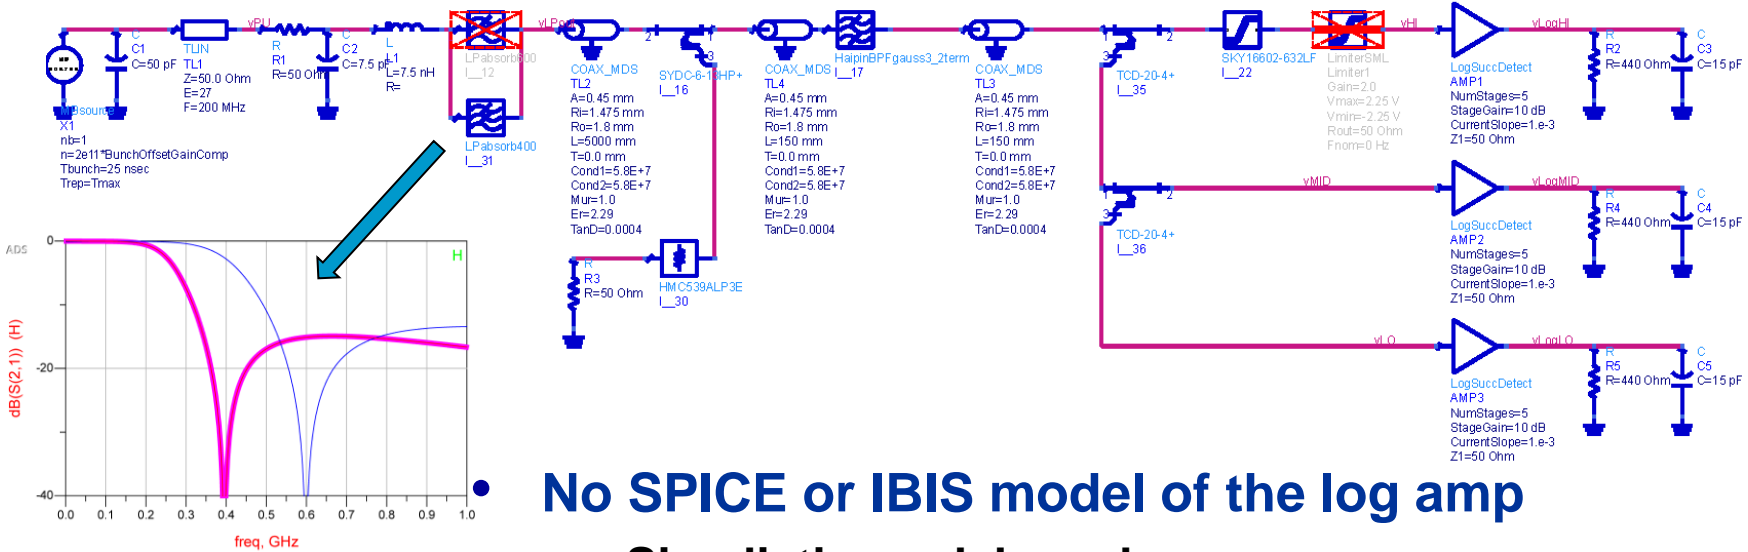 vPU
vLPout
vHI
vLogHI
C
C1
C=50 pF
TLIN
TL1
Z=50.0 Ohm
E=27
F=200 MHz
R
R1
R=50 Ohm
C
C2
C=7.5 pF
L
L1
L=7.5 nH
R=
LPabsorb600
I__12
LPabsorb400
I__31
MBsource
X1
nb=1
n=2e11*BunchOffsetGainComp
Tbunch=25 nsec
Trep=Tmax
COAX_MDS
TL2
A=0.45 mm
Ri=1.475 mm
Ro=1.8 mm
L=5000 mm
T=0.0 mm
Cond1=5.8E+7
Cond2=5.8E+7
Mur=1.0
Er=2.29
TanD=0.0004
2
1
3
SYDC-6-13HP+
I__16
COAX_MDS
TL4
A=0.45 mm
Ri=1.475 mm
Ro=1.8 mm
L=150 mm
T=0.0 mm
Cond1=5.8E+7
Cond2=5.8E+7
Mur=1.0
Er=2.29
TanD=0.0004
HaipinBPFgauss3_2term
I__17
COAX_MDS
TL3
A=0.45 mm
Ri=1.475 mm
Ro=1.8 mm
L=150 mm
T=0.0 mm
Cond1=5.8E+7
Cond2=5.8E+7
Mur=1.0
Er=2.29
TanD=0.0004
1
2
3
TCD-20-4+
I__35
SKY16602-632LF
I__22
LimiterSML
Limiter1
Gain=2.0
Vmax=2.25 V
Vmin=-2.25 V
Rout=50 Ohm
Fnom=0 Hz
LogSuccDetect
AMP1
NumStages=5
StageGain=10 dB
CurrentSlope=1.e-3
Z1=50 Ohm
R
R2
R=440 Ohm
C
C3
C=15 pF
1
2
3
TCD-20-4+
I__36
vMID
vLogMID
LogSuccDetect
AMP2
NumStages=5
StageGain=10 dB
CurrentSlope=1.e-3
Z1=50 Ohm
R
R4
R=440 Ohm
C
C4
C=15 pF
R
R3
R=50 Ohm
HMC539ALP3E
I__30
vLO
vLogLO
LogSuccDetect
AMP3
NumStages=5
StageGain=10 dB
CurrentSlope=1.e-3
Z1=50 Ohm
R
R5
R=440 Ohm
C
C5
C=15 pF
ADS
H
dB(S(2,1)) (H)
0
-20
-40
0.0 0.1 0.2 0.3 0.4 0.5 0.6 0.7 0.8 0.9 1.0
freq, GHz
• No SPICE or IBIS model of the log amp